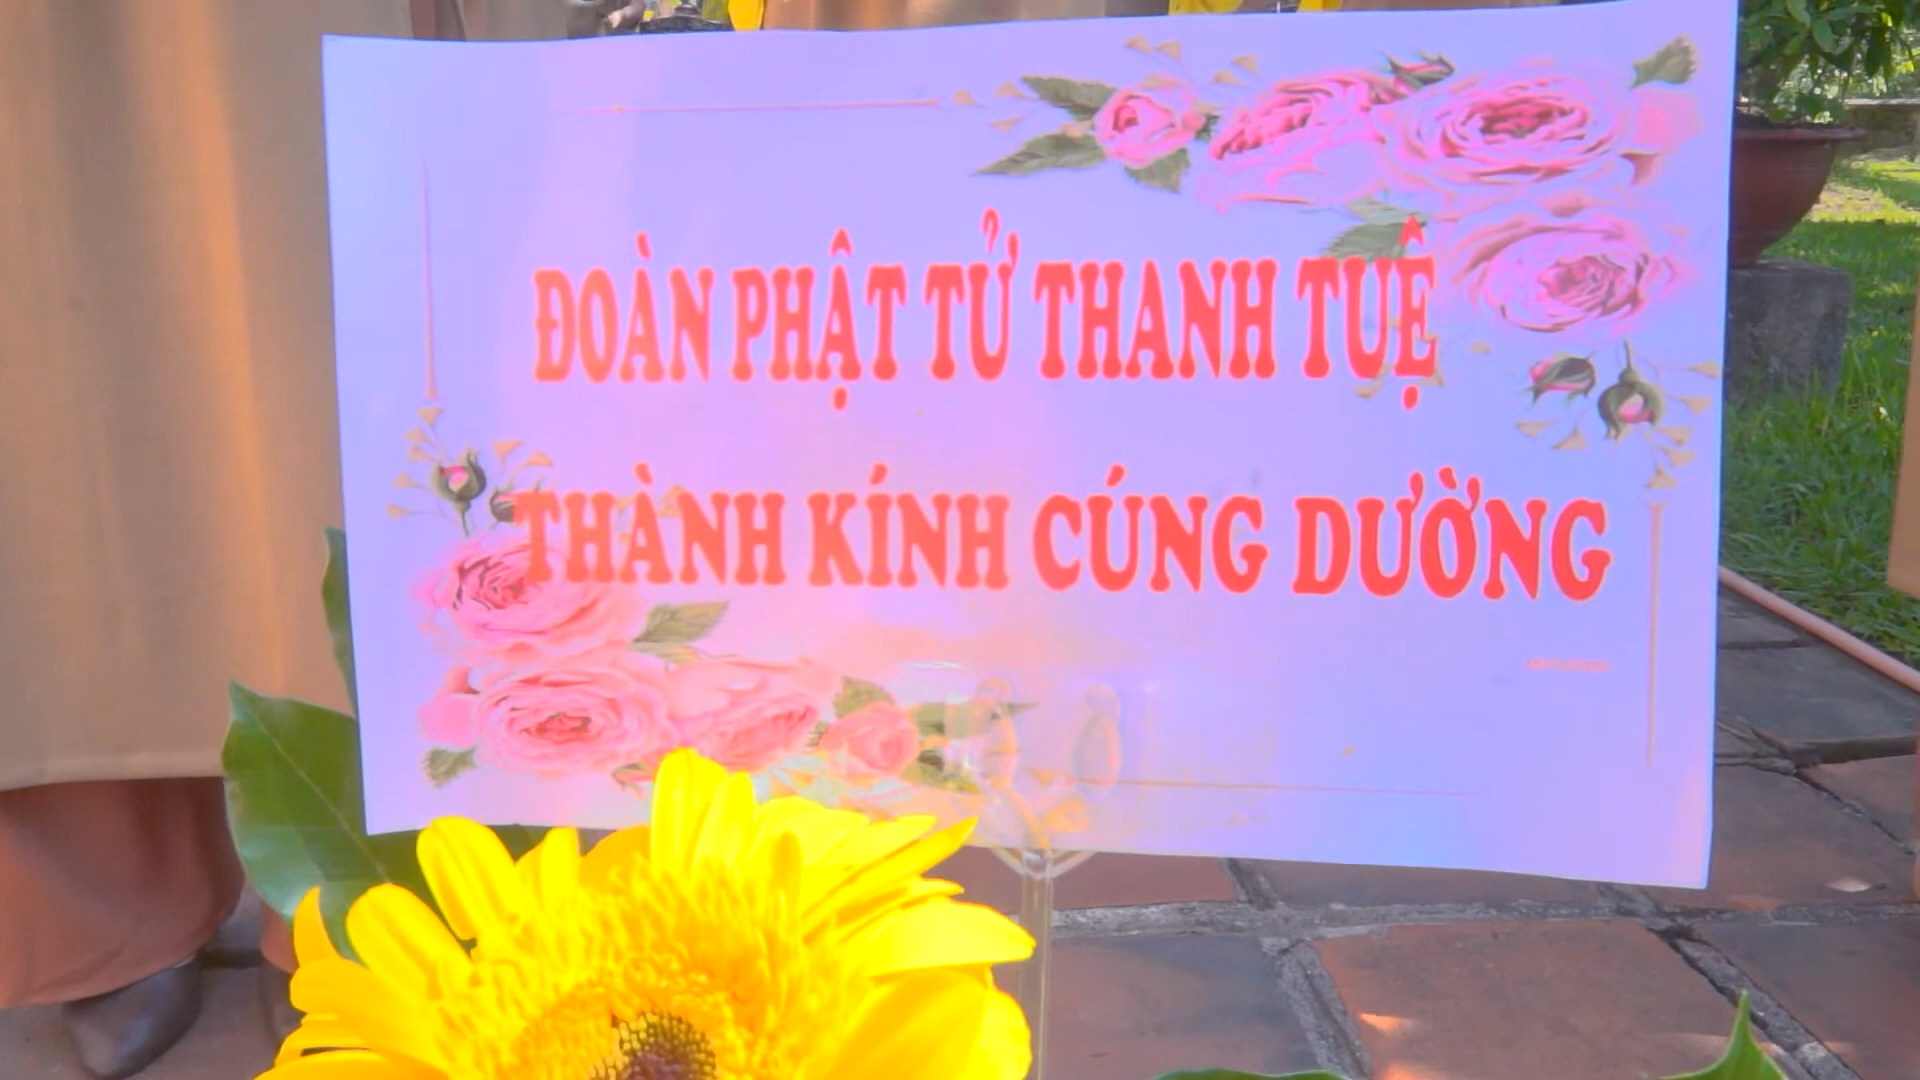 ĐOÀN PHẬT TỬ THANH TUỆ
THÀNH KÍNH CÚNG DƯỜNG